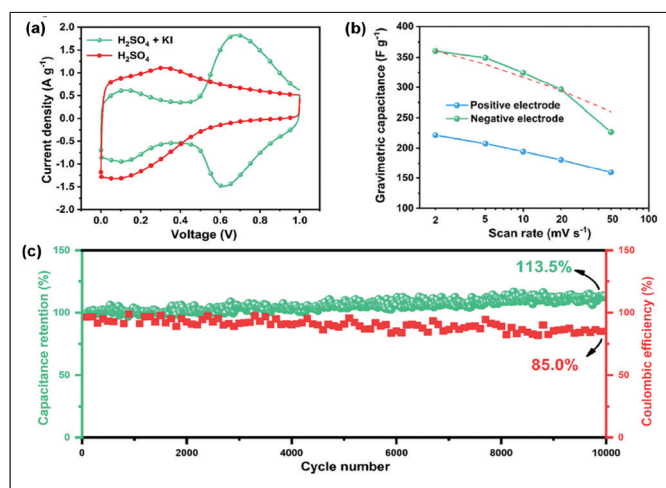 (a)
H₂SO₄ + KI
H₂SO₄
Current density (A g⁻¹)
2.0
1.5
1.0
0.5
0.0
-0.5
-1.0
-1.5
-2.0
0.0 0.2 0.4 0.6 0.8 1.0
Voltage (V)
(b)
Gravimetric capacitance (F g⁻¹)
400
350
300
250
200
150
100
Positive electrode
Negative electrode
2 5 10 20 50 100
Scan rate (mV s⁻¹)
(c)
Capacitance retention (%)
150
100
50
0
113.5%
85.0%
0 2000 4000 6000 8000 10000
Cycle number
150
100
50
0
Coulombic efficiency (%)